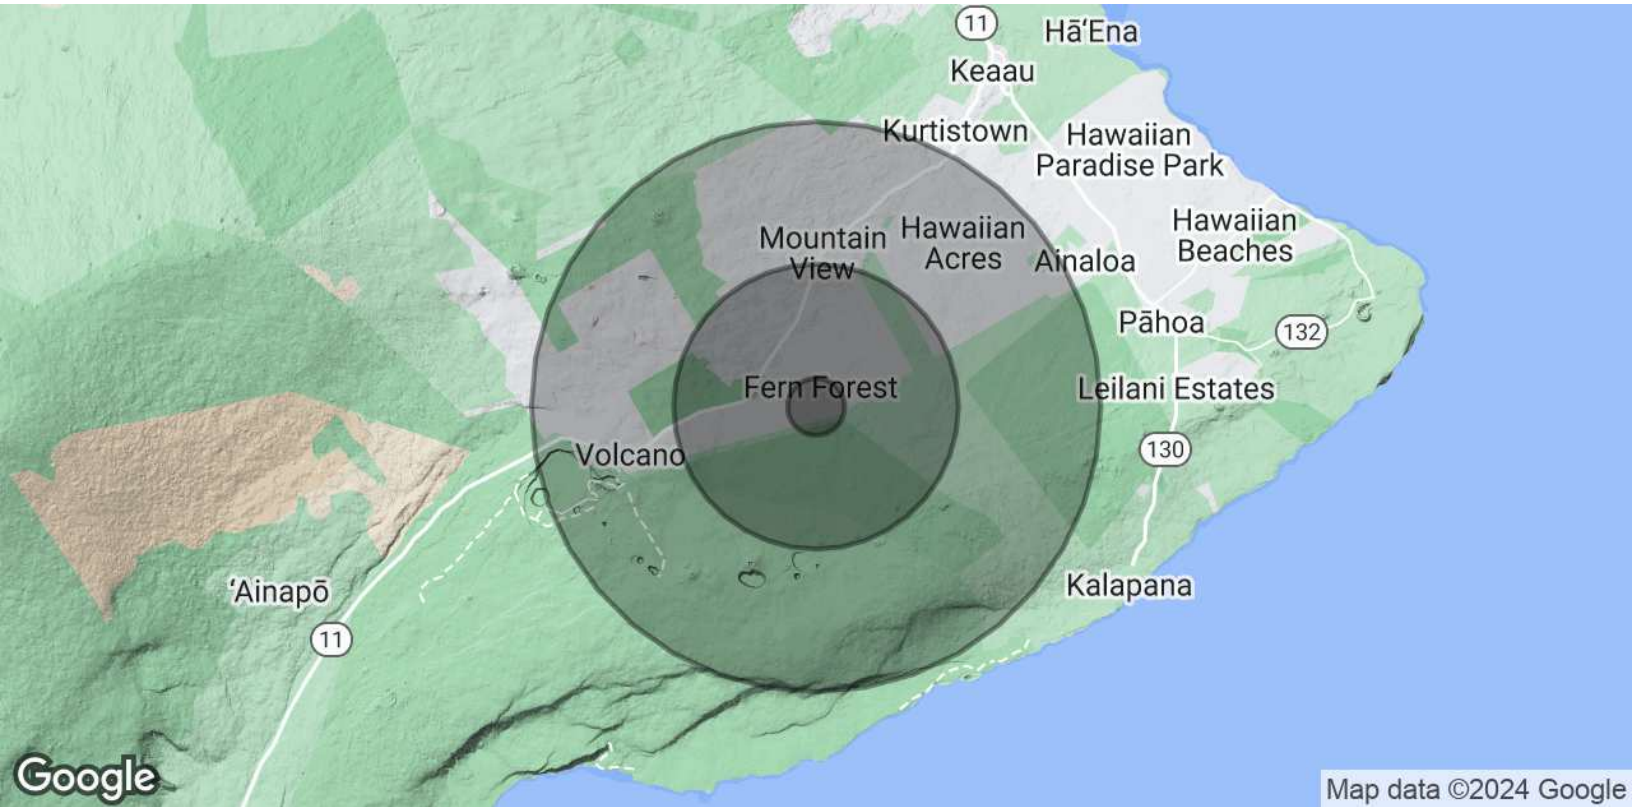 11
HāʻEna
Keaau
Kurtistown
Hawaiian
Paradise Park
Mountain
View
Hawaiian
Acres
Hawaiian
Beaches
Ainaloa
Pāhoa
132
Fern Forest
Leilani Estates
Volcano
130
ʻAinapō
Kalapana
11
Google
Map data ©2024 Google